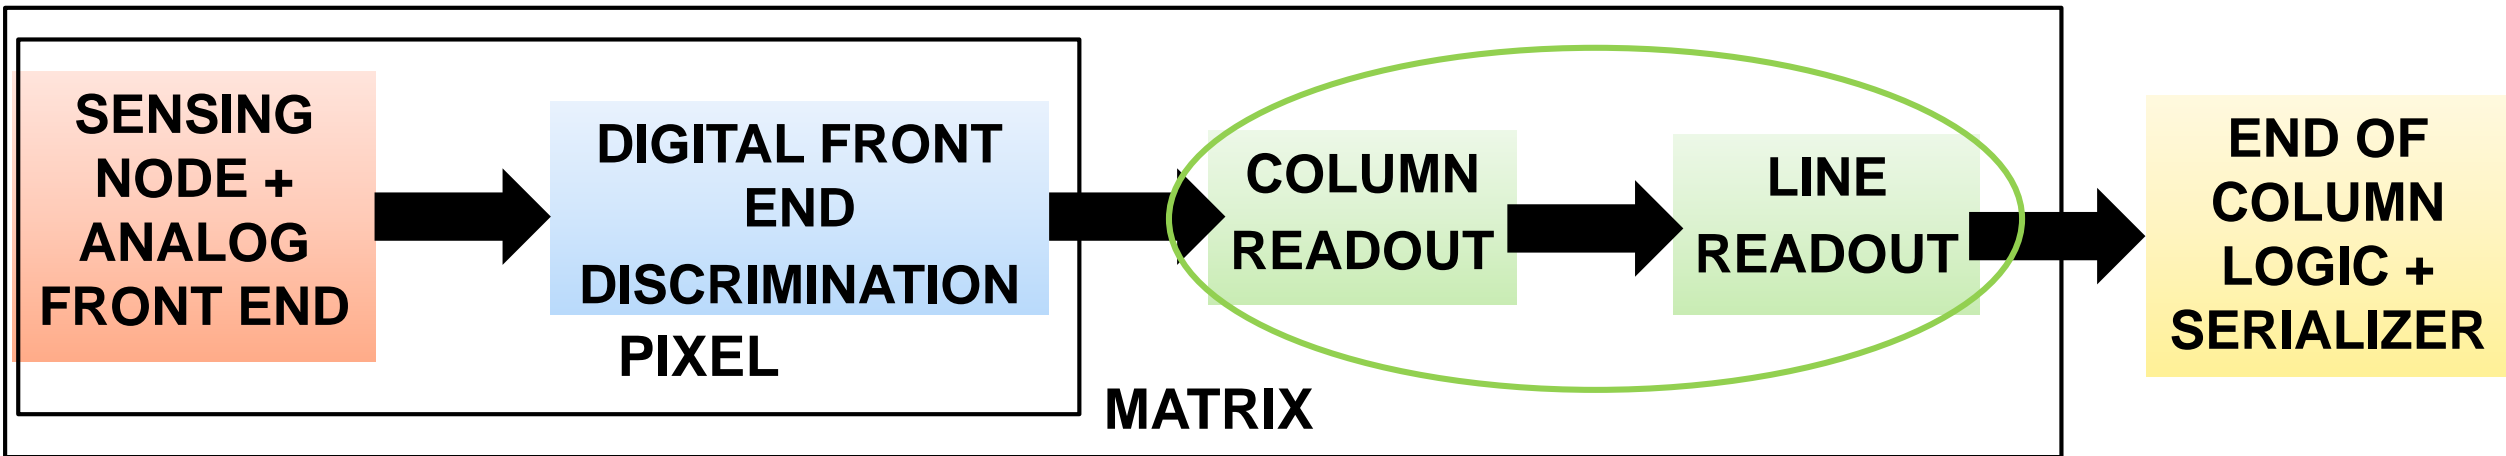 SENSING
NODE +
ANALOG
FRONT END
DIGITAL FRONT
END
DISCRIMINATION
PIXEL
COLUMN
READOUT
LINE
READOUT
MATRIX
END OF
COLUMN
LOGIC +
SERIALIZER